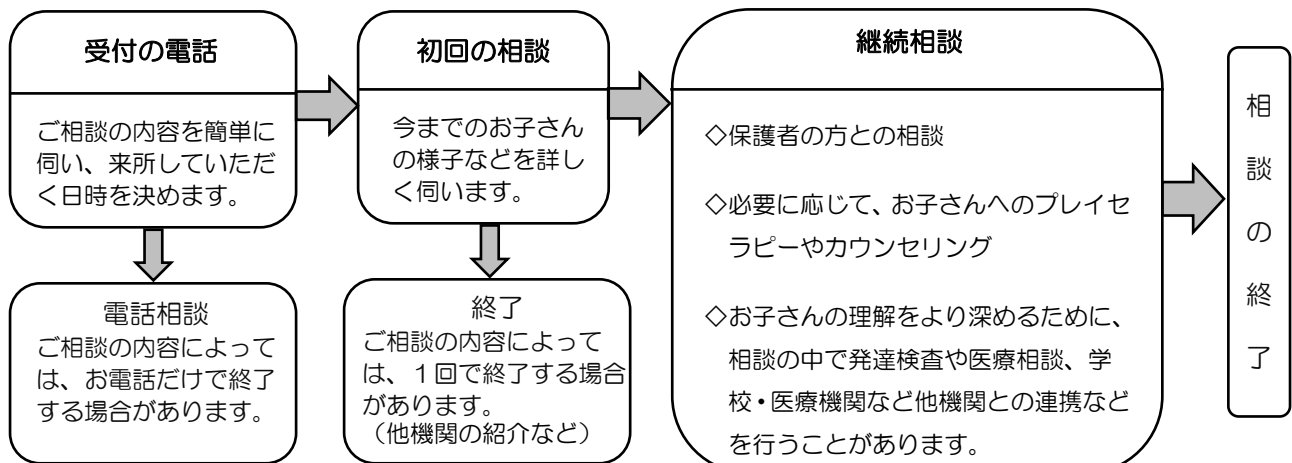 受付の電話
ご相談の内容を簡単に
伺い、来所していただ
く日時を決めます。
電話相談
ご相談の内容によって
は、お電話だけで終了
する場合があります。
初回の相談
今までのお子さん
の様子などを詳し
く伺います。
終了
ご相談の内容によって
は、１回で終了する場合
があります。
（他機関の紹介など）
継続相談
◇保護者の方との相談
◇必要に応じて、お子さんへのプレイセ
ラピーやカウンセリング
◇お子さんの理解をより深めるために、
相談の中で発達検査や医療相談、学
校・医療機関など他機関との連携など
を行うことがあります。
相談の終了